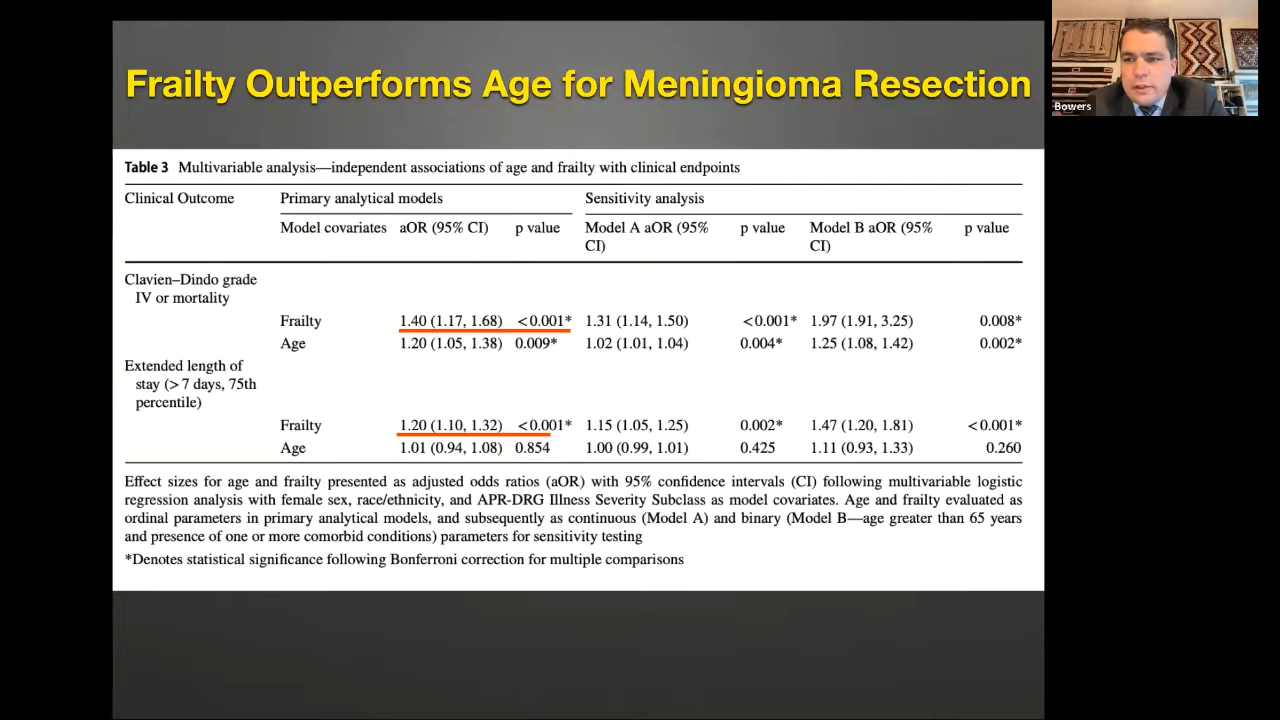 Frailty Outperforms Age for Meningioma Resection
Bowers
Table 3 Multivariable analysis—independent associations of age and frailty with clinical endpoints
Clinical Outcome Primary analytical models Sensitivity analysis
Model covariates aOR (95% CI) p value Model A aOR (95% CI) p value Model B aOR (95% CI) p value
Clavien–Dindo grade
IV or mortality
Frailty 1.40 (1.17, 1.68) <0.001* 1.31 (1.14, 1.50) <0.001* 1.97 (1.91, 3.25) 0.008*
Age 1.20 (1.05, 1.38) 0.009* 1.02 (1.01, 1.04) 0.004* 1.25 (1.08, 1.42) 0.002*
Extended length of
stay (> 7 days, 75th
percentile)
Frailty 1.20 (1.10, 1.32) <0.001* 1.15 (1.05, 1.25) 0.002* 1.47 (1.20, 1.81) <0.001*
Age 1.01 (0.94, 1.08) 0.854 1.00 (0.99, 1.01) 0.425 1.11 (0.93, 1.33) 0.260
Effect sizes for age and frailty presented as adjusted odds ratios (aOR) with 95% confidence intervals (CI) following multivariable logistic
regression analysis with female sex, race/ethnicity, and APR-DRG Illness Severity Subclass as model covariates. Age and frailty evaluated as
ordinal parameters in primary analytical models, and subsequently as continuous (Model A) and binary (Model B—age greater than 65 years
and presence of one or more comorbid conditions) parameters for sensitivity testing
*Denotes statistical significance following Bonferroni correction for multiple comparisons